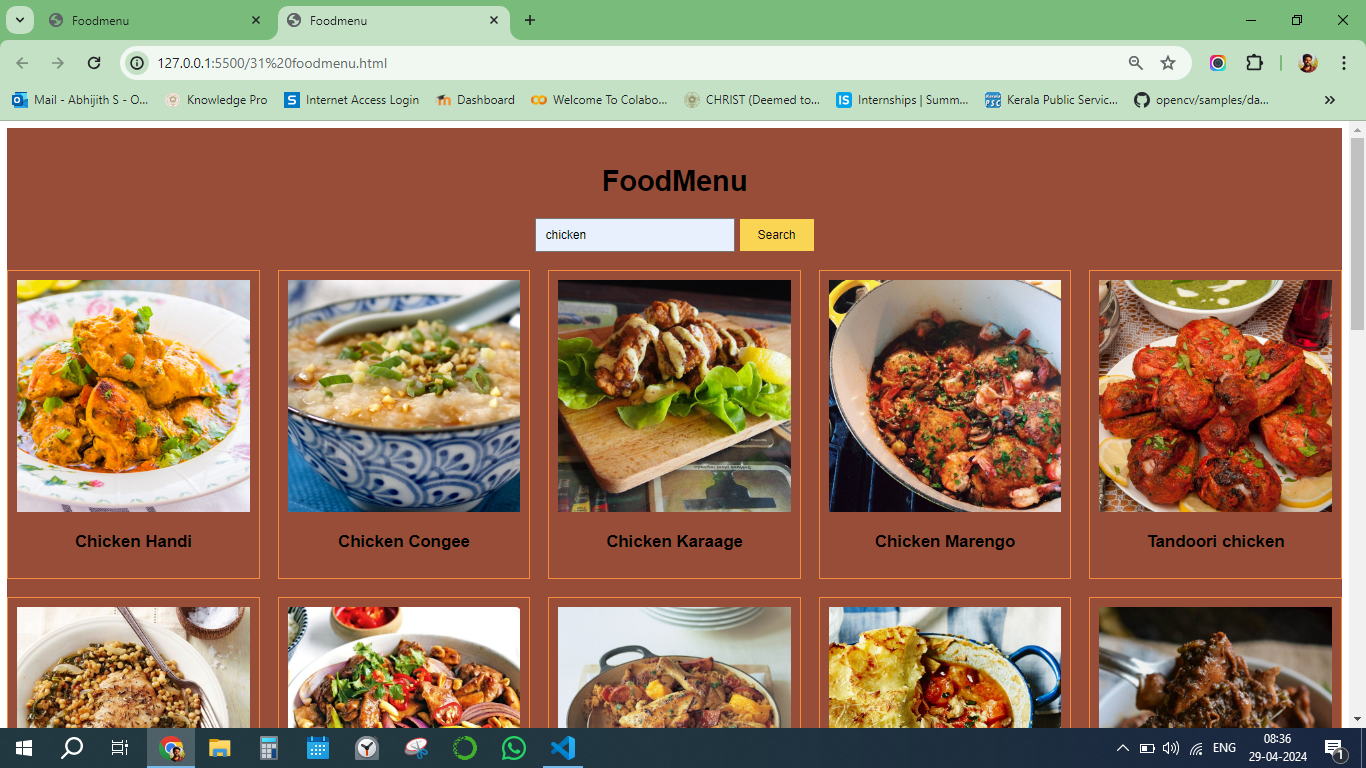 Foodmenu
Foodmenu
127.0.0.1:5500/31%20foodmenu.html
Mail - Abhijith S - O...
Knowledge Pro
Internet Access Login
Dashboard
Welcome To Colabo...
CHRIST (Deemed to...
Internships | Summ...
Kerala Public Servic...
opencv/samples/da...
FoodMenu
chicken
Search
Chicken Handi
Chicken Congee
Chicken Karaage
Chicken Marengo
Tandoori chicken
ENG
08:36
29-04-2024
1